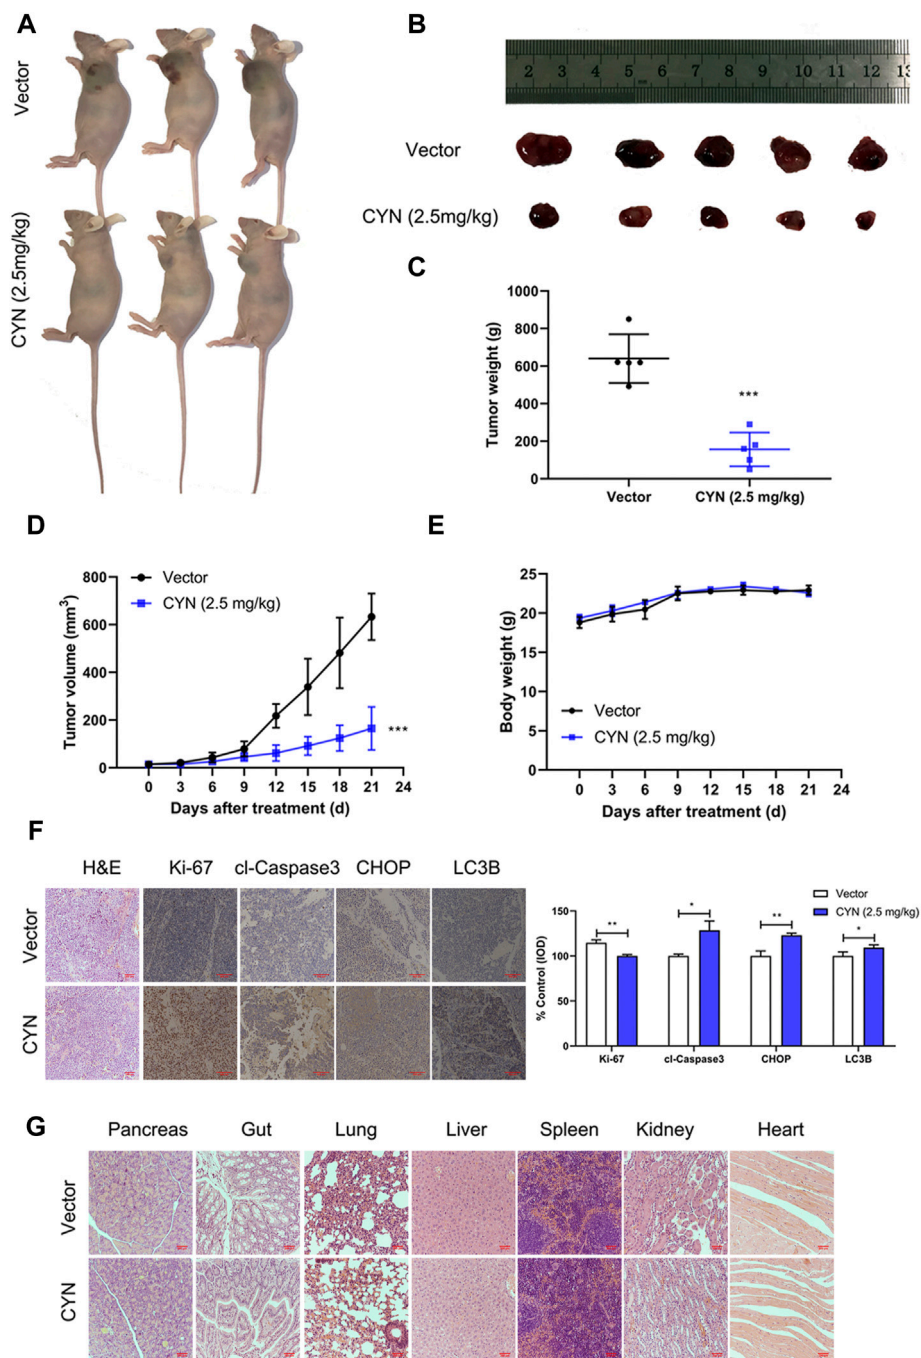 A
Vector
CYN (2.5mg/kg)
B
2 3 4 5 6 7 8 9 10 11 12 13
Vector
CYN (2.5mg/kg)
C
Tumor weight (g)
1000
800
600
400
200
0
***
Vector CYN (2.5 mg/kg)
D
Tumor volume (mm³)
Vector
CYN (2.5 mg/kg)
800
600
400
200
0
***
0 3 6 9 12 15 18 21 24
Days after treatment (d)
E
Body weight (g)
25
20
15
10
5
0
Vector
CYN (2.5 mg/kg)
0 3 6 9 12 15 18 21 24
Days after treatment (d)
F
H&E Ki-67 cl-Caspase3 CHOP LC3B
Vector
CYN
Vector
CYN (2.5 mg/kg)
% Control (IOD)
150
100
50
0
** * ** *
Ki-67 cl-Caspase3 CHOP LC3B
G
Pancreas Gut Lung Liver Spleen Kidney Heart
Vector
CYN